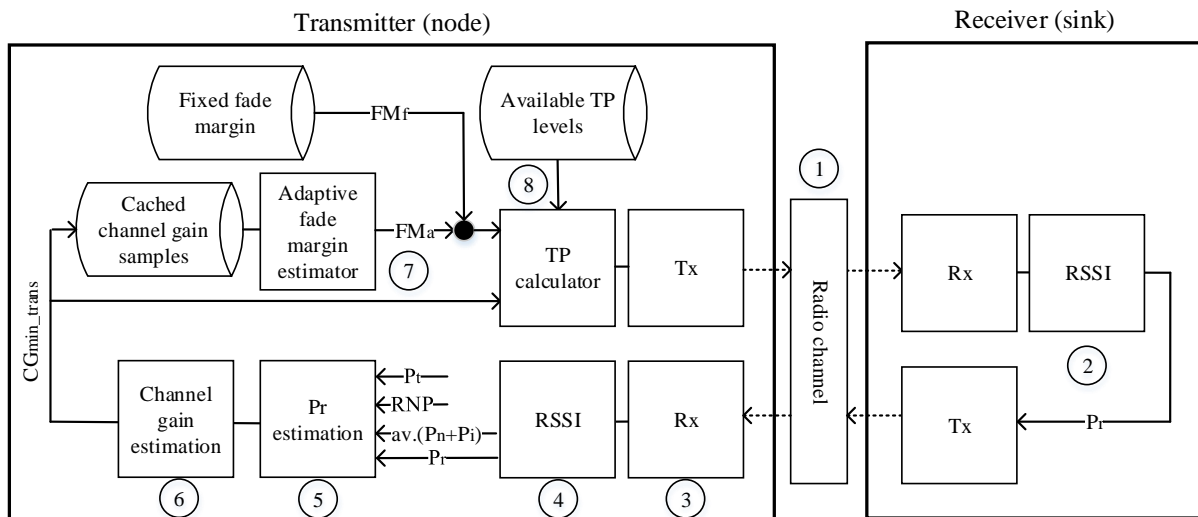 Transmitter (node)
Receiver (sink)
Fixed fade
margin
FMf
Available TP
levels
1
8
Cached
channel gain
samples
Adaptive
fade
margin
estimator
FMa
7
TP
calculator
Tx
Radio channel
Rx
RSSI
2
CGmin_trans
Channel
gain
estimation
6
Pr
estimation
5
Pt
RNP
av.(Pn+Pi)
Pr
RSSI
4
Rx
3
Tx
Pr